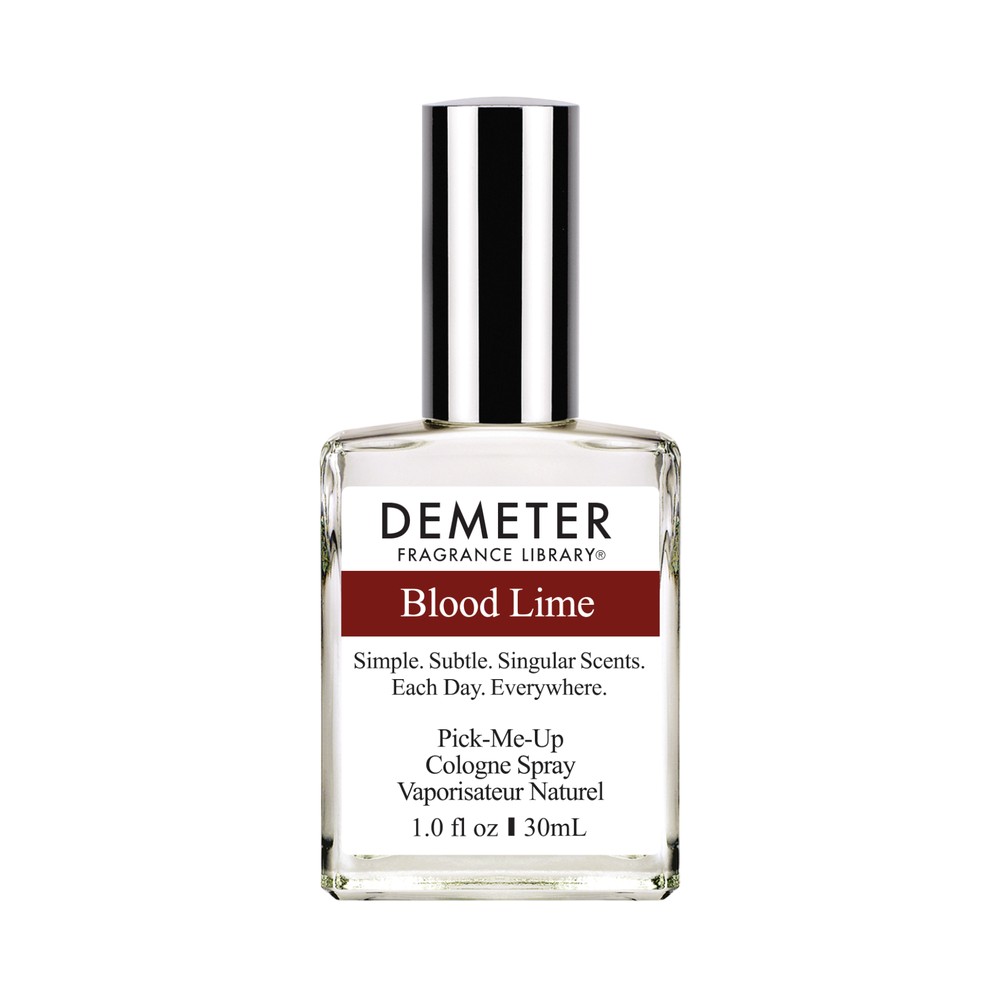 DEMETER
FRAGRANCE LIBRARY®
Blood Lime
Simple. Subtle. Singular Scents.
Each Day. Everywhere.
Pick-Me-Up
Cologne Spray
Vaporisateur Naturel
1.0 fl oz ▌30mL